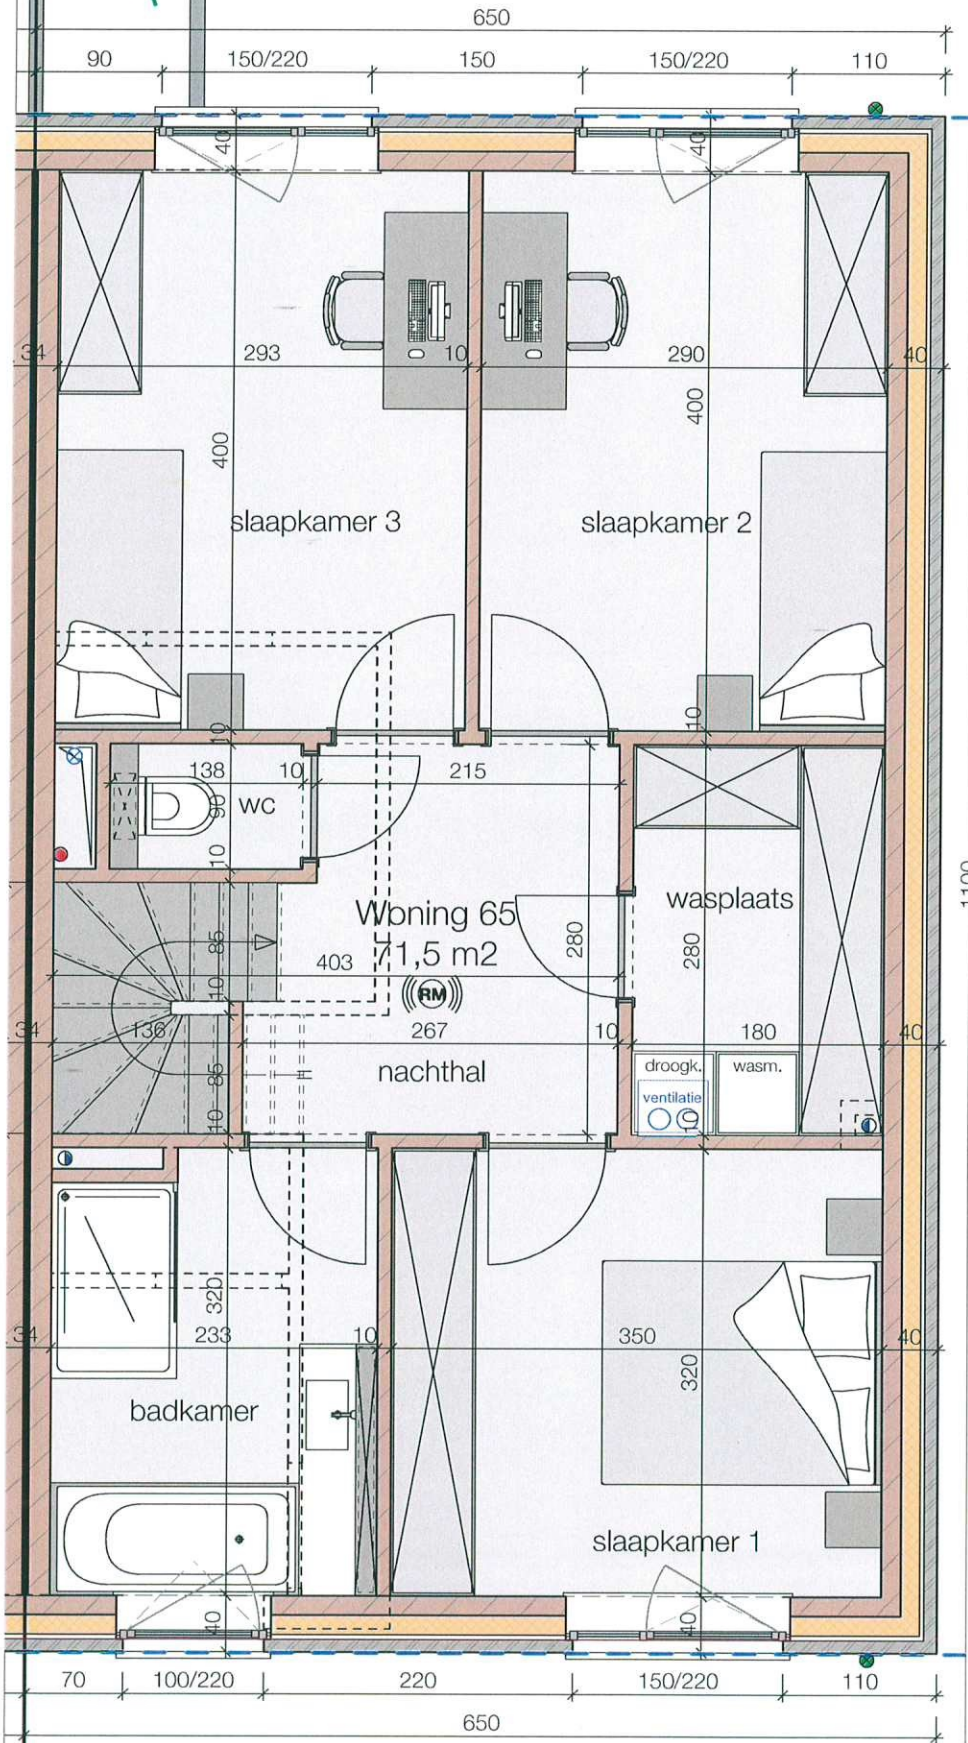 650
90 150/220 150 150/220 110
40 40
34 293 10 290 40
400 400
slaapkamer 3 slaapkamer 2
10 10
138 10 215
90 wc
10
wasplaats
Woning 65
71,5 m2
85 280 280
403
RM
10
1100
34 136 267 10 180 40
nachthal droogk. wasm.
85 ventilatie
10 10
320
34 233 10 350 40
320
badkamer
slaapkamer 1
40 40
70 100/220 220 150/220 110
650